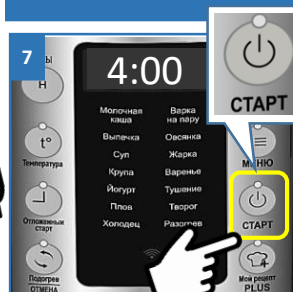 7
Ы
Н
4:00
СТАРТ
Молочная каша
Варка на пару
Выпечка
Овсянка
Суп
Жарка
Крупа
Варенье
Йогурт
Тушение
Плов
Творог
Холодец
Разогрев
t°
Температура
Отложенный старт
Подогрев
ОТМЕНА
МЕНЮ
СТАРТ
Мой рецепт
PLUS